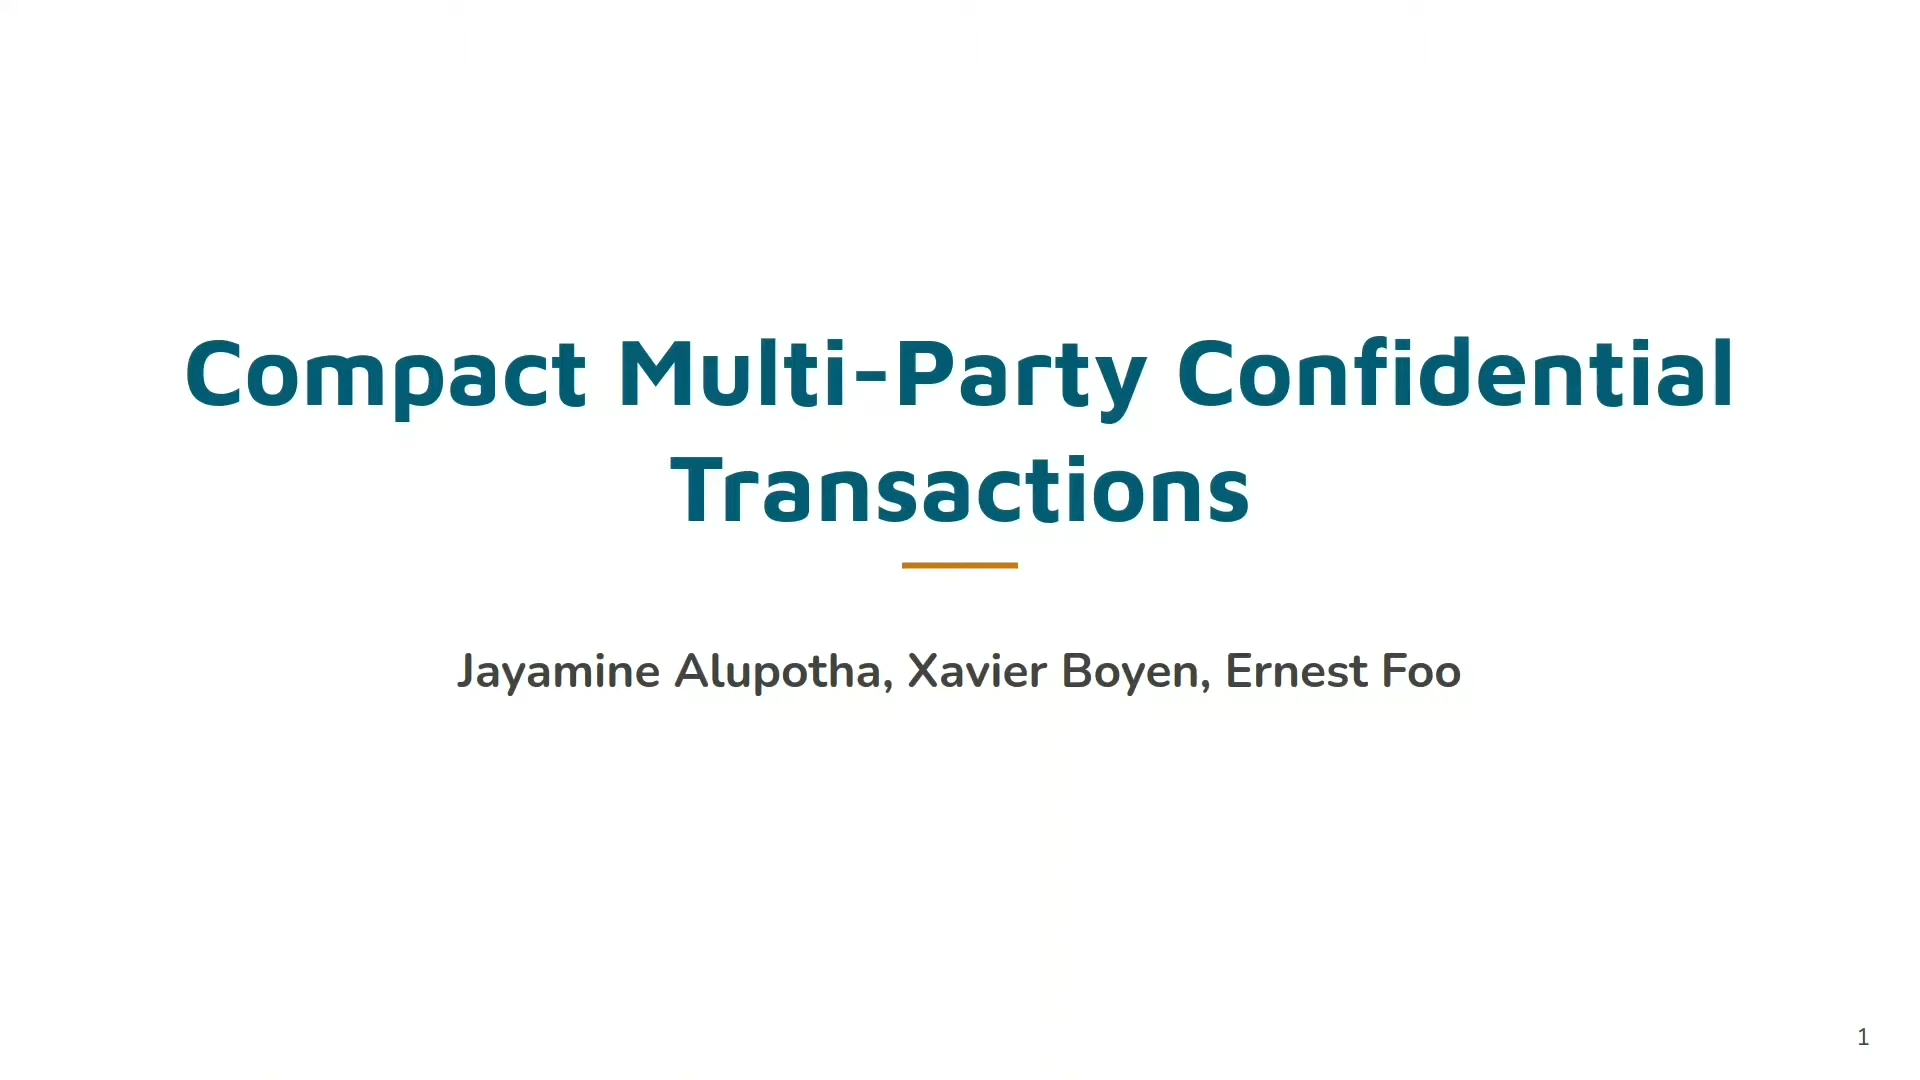 Compact Multi-Party Confidential
Transactions
Jayamine Alupotha, Xavier Boyen, Ernest Foo
1